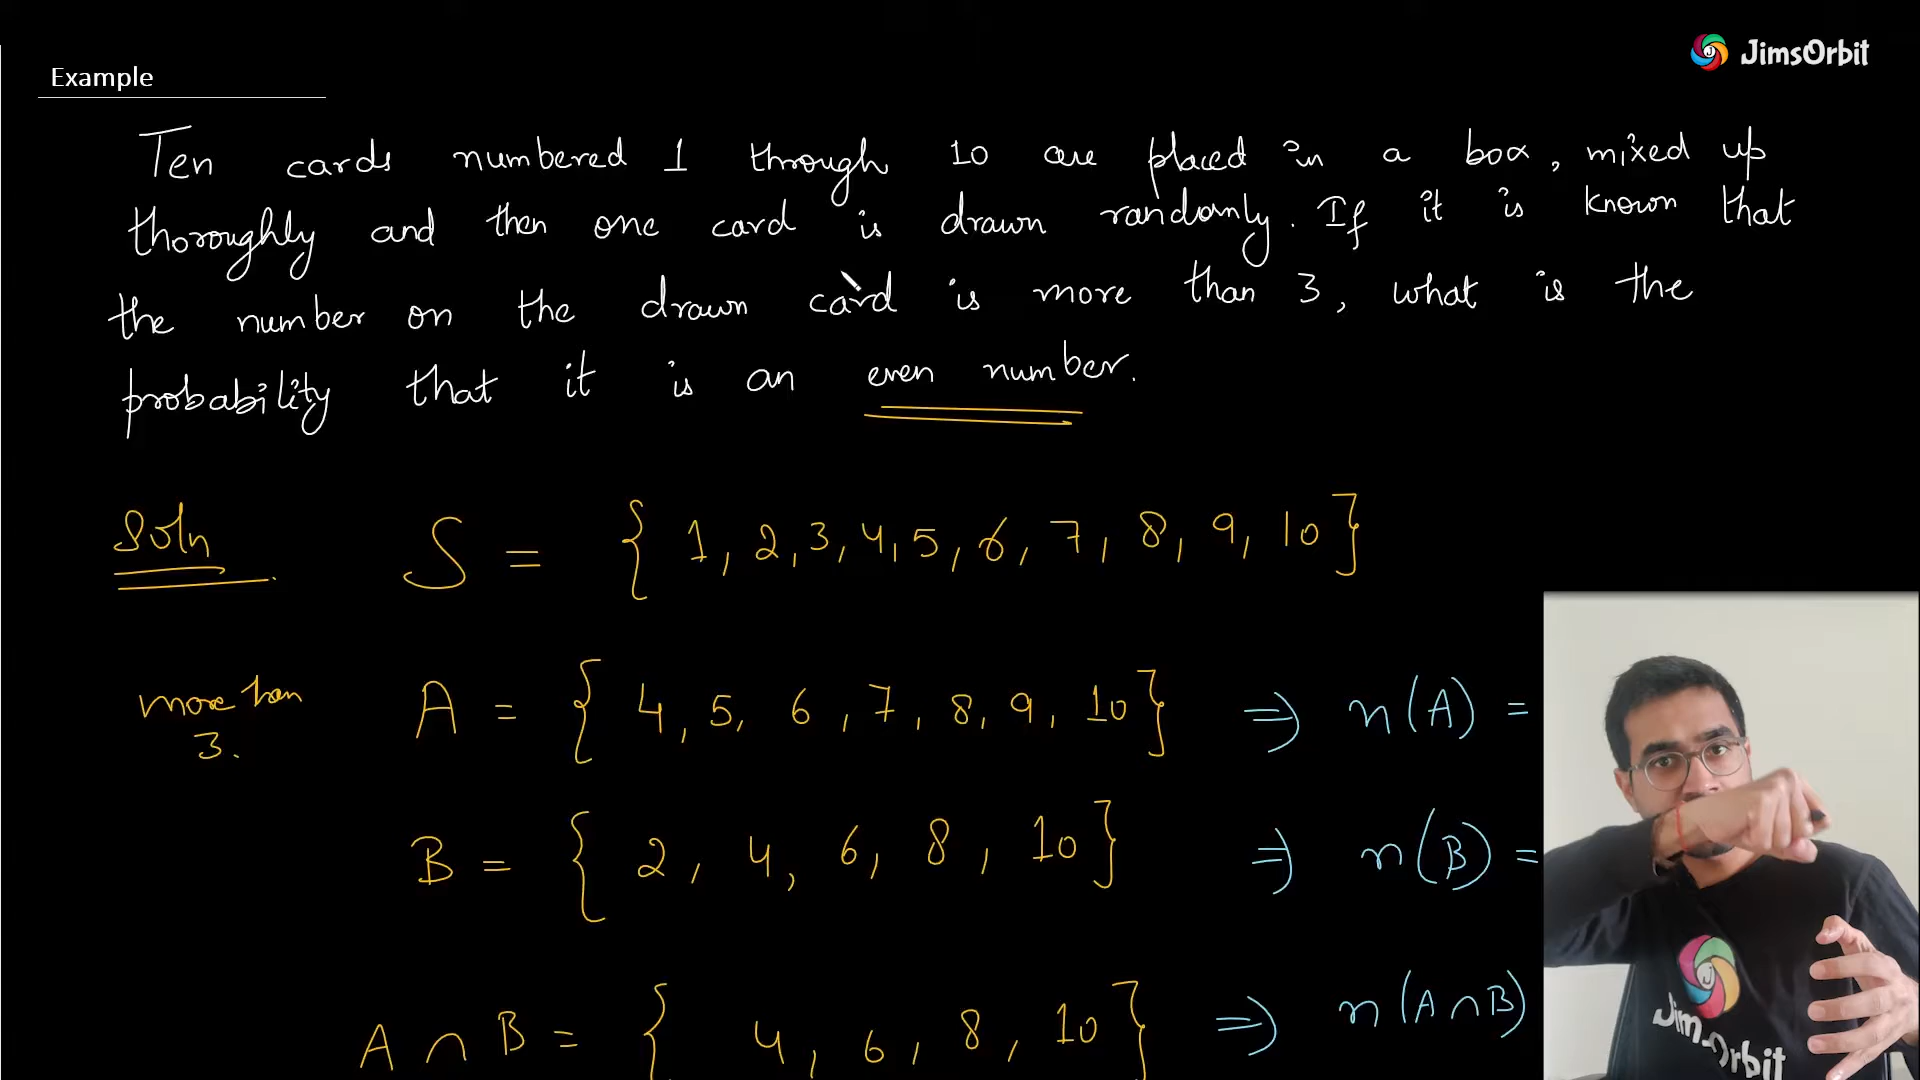 JimsOrbit
Example
Ten cards numbered 1 through 10 are placed in a box, mixed up
thoroughly and then one card is drawn randomly. If it is known that
the number on the drawn card is more than 3, what is the
probability that it is an even number.
Soln S = { 1, 2, 3, 4, 5, 6, 7, 8, 9, 10 }
more than 3. A = { 4, 5, 6, 7, 8, 9, 10 } ⇒ n(A) =
B = { 2, 4, 6, 8, 10 } ⇒ n(B) =
A ∩ B = { 4, 6, 8, 10 } ⇒ n(A ∩ B)
JimsOrbit